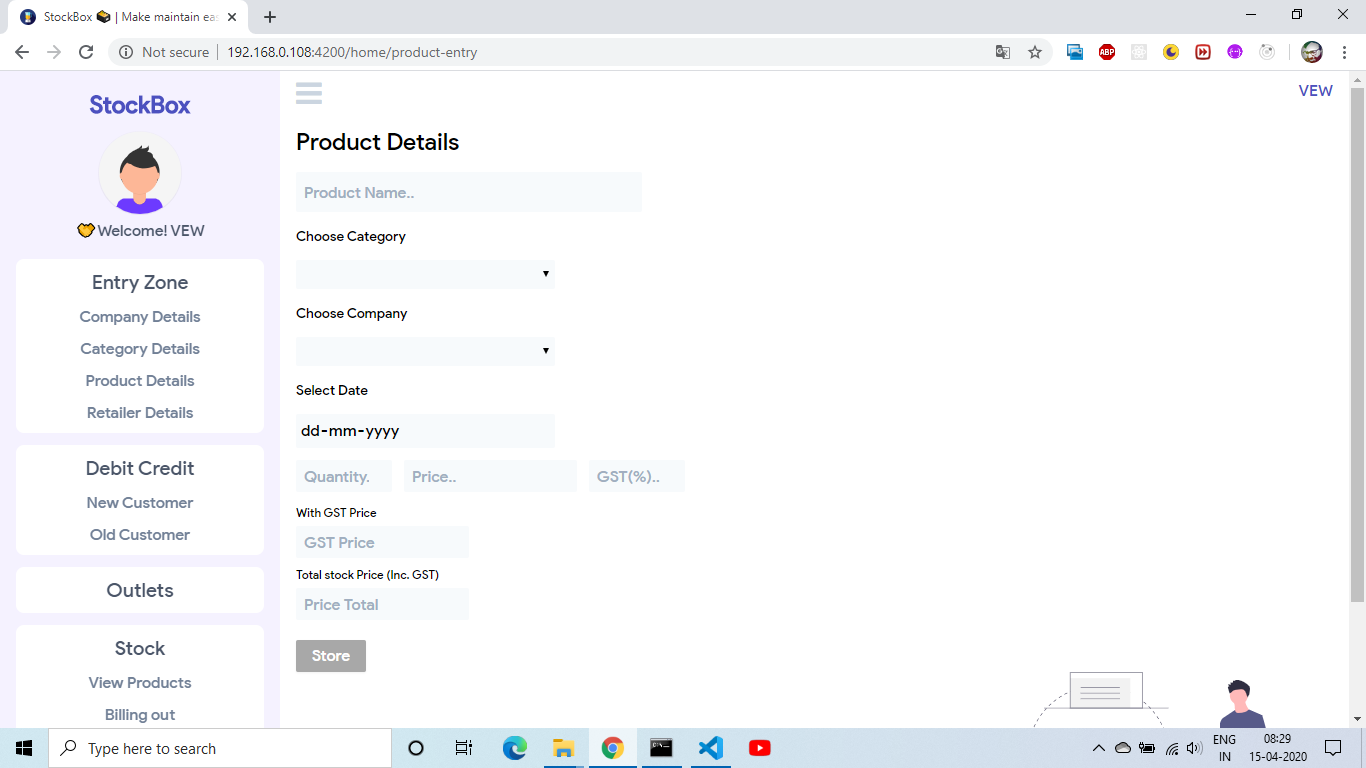 StockBox | Make maintain eas
Not secure | 192.168.0.108:4200/home/product-entry
ABP
StockBox
Welcome! VEW
Entry Zone
Company Details
Category Details
Product Details
Retailer Details
Debit Credit
New Customer
Old Customer
Outlets
Stock
View Products
Billing out
VEW
Product Details
Product Name..
Choose Category
Choose Company
Select Date
dd-mm-yyyy
Quantity. Price.. GST(%)..
With GST Price
GST Price
Total stock Price (Inc. GST)
Price Total
Store
Type here to search
ENG
IN
08:29
15-04-2020